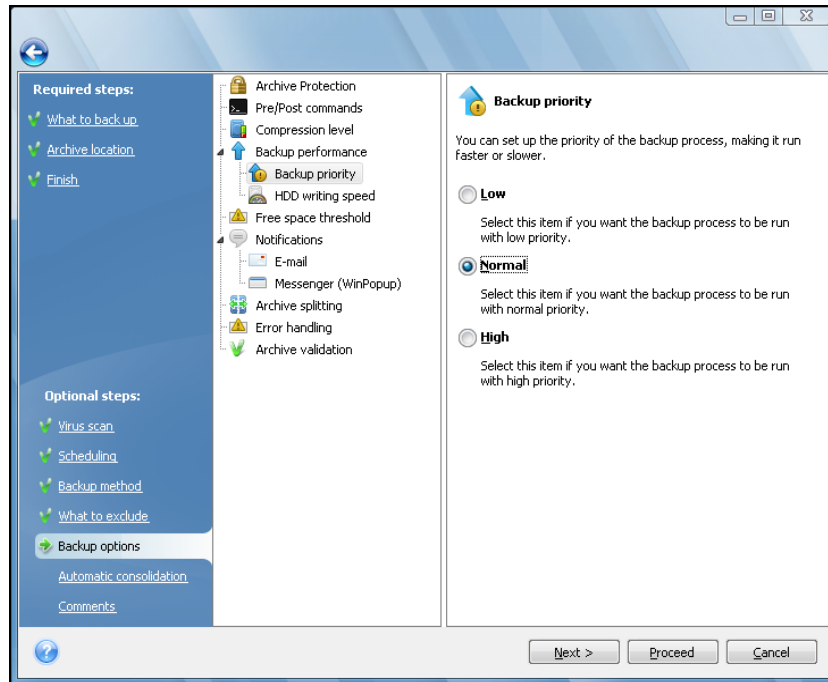 Required steps:
What to back up
Archive location
Finish
Optional steps:
Virus scan
Scheduling
Backup method
What to exclude
Backup options
Automatic consolidation
Comments
Archive Protection
Pre/Post commands
Compression level
Backup performance
Backup priority
HDD writing speed
Free space threshold
Notifications
E-mail
Messenger (WinPopup)
Archive splitting
Error handling
Archive validation
Backup priority
You can set up the priority of the backup process, making it run
faster or slower.
Low
Select this item if you want the backup process to be run
with low priority.
Normal
Select this item if you want the backup process to be run
with normal priority.
High
Select this item if you want the backup process to be run
with high priority.
Next >
Proceed
Cancel